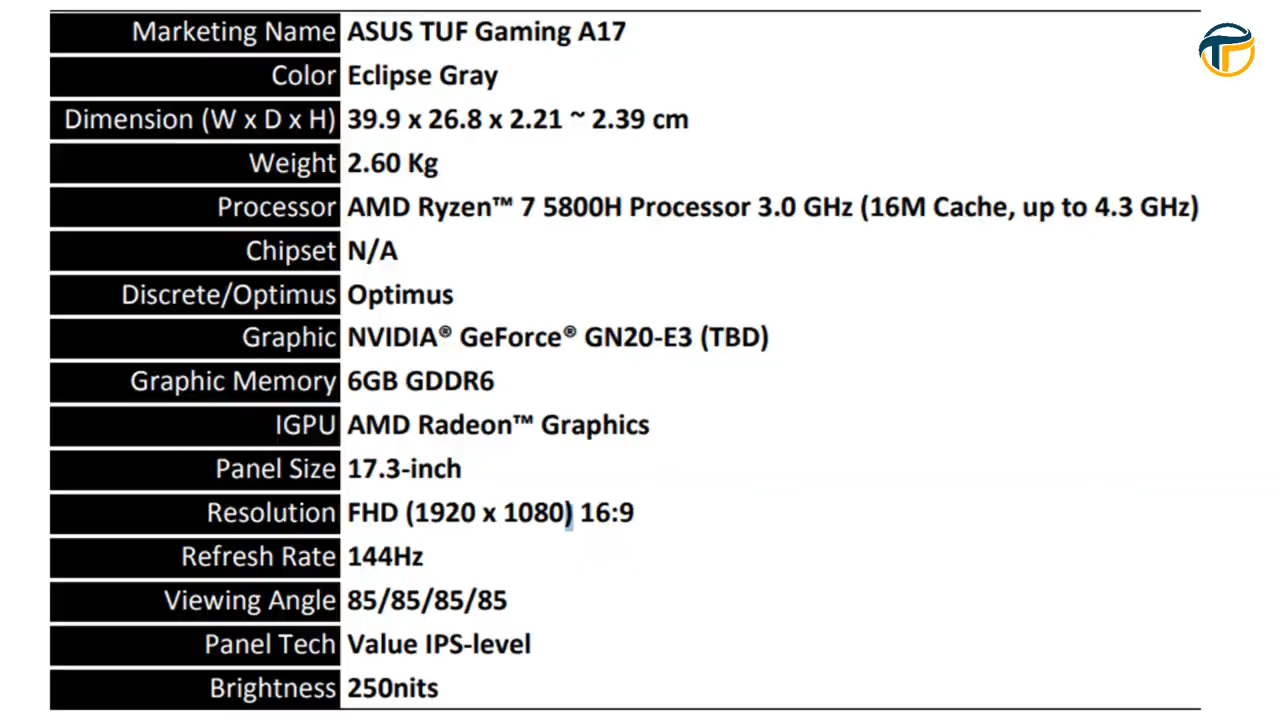 Marketing Name ASUS TUF Gaming A17
Color Eclipse Gray
Dimension (W x D x H) 39.9 x 26.8 x 2.21 ~ 2.39 cm
Weight 2.60 Kg
Processor AMD Ryzen™ 7 5800H Processor 3.0 GHz (16M Cache, up to 4.3 GHz)
Chipset N/A
Discrete/Optimus Optimus
Graphic NVIDIA® GeForce® GN20-E3 (TBD)
Graphic Memory 6GB GDDR6
IGPU AMD Radeon™ Graphics
Panel Size 17.3-inch
Resolution FHD (1920 x 1080) 16:9
Refresh Rate 144Hz
Viewing Angle 85/85/85/85
Panel Tech Value IPS-level
Brightness 250nits